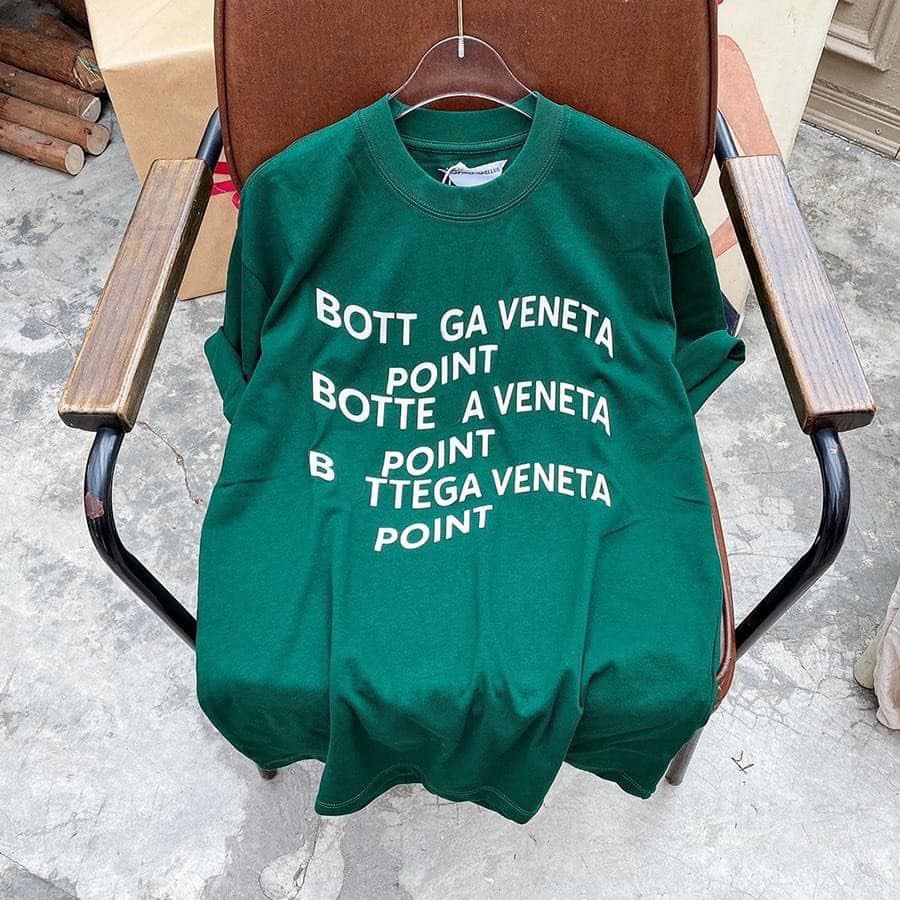 BOTT GA VENETA
POINT
BOTTE A VENETA
POINT
B TTEGA VENETA
POINT